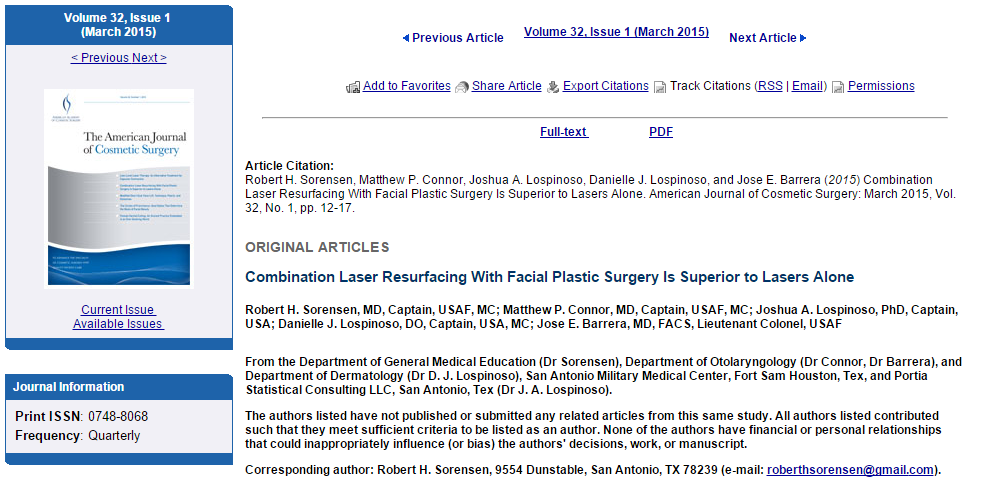 Volume 32, Issue 1
(March 2015)
< Previous Next >
The American Journal
of Cosmetic Surgery
Current Issue
Available Issues
Journal Information
Print ISSN: 0748-8068
Frequency: Quarterly
Previous Article Volume 32, Issue 1 (March 2015) Next Article
Add to Favorites Share Article Export Citations Track Citations (RSS | Email) Permissions
Full-text PDF
Article Citation:
Robert H. Sorensen, Matthew P. Connor, Joshua A. Lospinoso, Danielle J. Lospinoso, and Jose E. Barrera (2015) Combination
Laser Resurfacing With Facial Plastic Surgery Is Superior to Lasers Alone. American Journal of Cosmetic Surgery: March 2015, Vol.
32, No. 1, pp. 12-17.
ORIGINAL ARTICLES
Combination Laser Resurfacing With Facial Plastic Surgery Is Superior to Lasers Alone
Robert H. Sorensen, MD, Captain, USAF, MC; Matthew P. Connor, MD, Captain, USAF, MC; Joshua A. Lospinoso, PhD, Captain,
USA; Danielle J. Lospinoso, DO, Captain, USA, MC; Jose E. Barrera, MD, FACS, Lieutenant Colonel, USAF
From the Department of General Medical Education (Dr Sorensen), Department of Otolaryngology (Dr Connor, Dr Barrera), and
Department of Dermatology (Dr D. J. Lospinoso), San Antonio Military Medical Center, Fort Sam Houston, Tex, and Portia
Statistical Consulting LLC, San Antonio, Tex (Dr J. A. Lospinoso).
The authors listed have not published or submitted any related articles from this same study. All authors listed contributed
such that they meet sufficient criteria to be listed as an author. None of the authors have financial or personal relationships
that could inappropriately influence (or bias) the authors' decisions, work, or manuscript.
Corresponding author: Robert H. Sorensen, 9554 Dunstable, San Antonio, TX 78239 (e-mail: roberthsorensen@gmail.com).